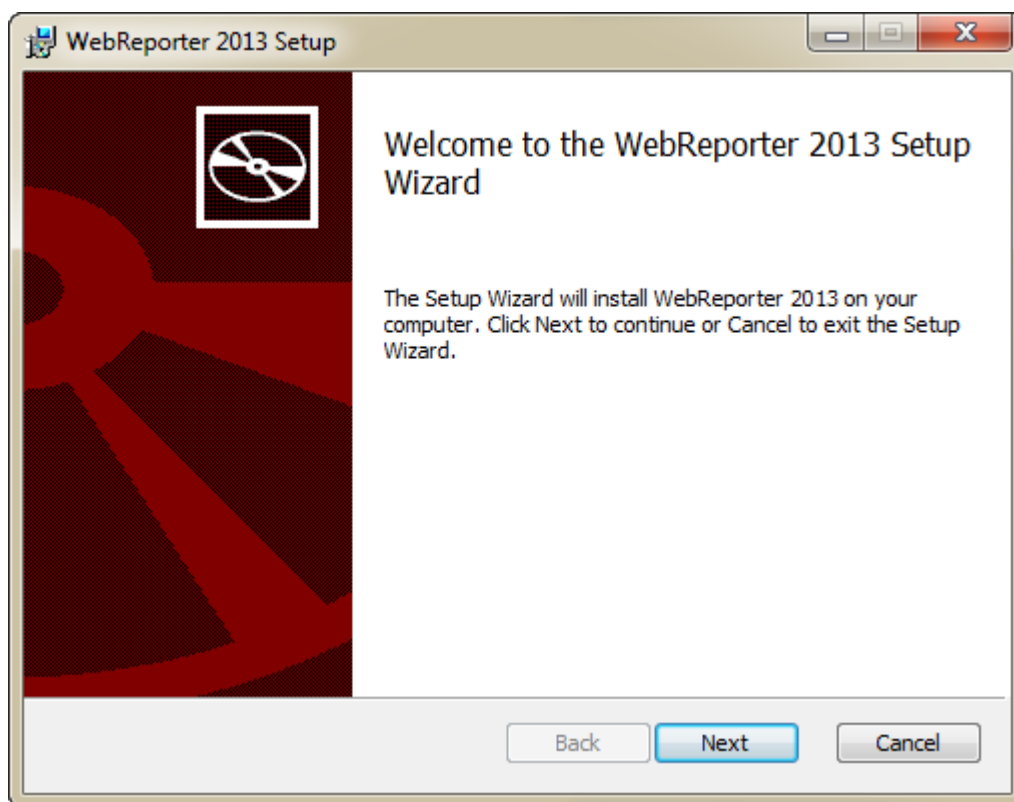 WebReporter 2013 Setup
Welcome to the WebReporter 2013 Setup
Wizard
The Setup Wizard will install WebReporter 2013 on your
computer. Click Next to continue or Cancel to exit the Setup
Wizard.
Back Next Cancel